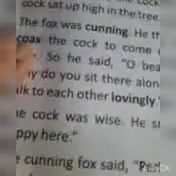 cock sat up high in the tree.
The fox was cunning. He th
coax the cock to come
. So he said, "O bea
y do you sit there alon
lk to each other lovingly.
e cock was wise. He s
ppy here."
e cunning fox said,